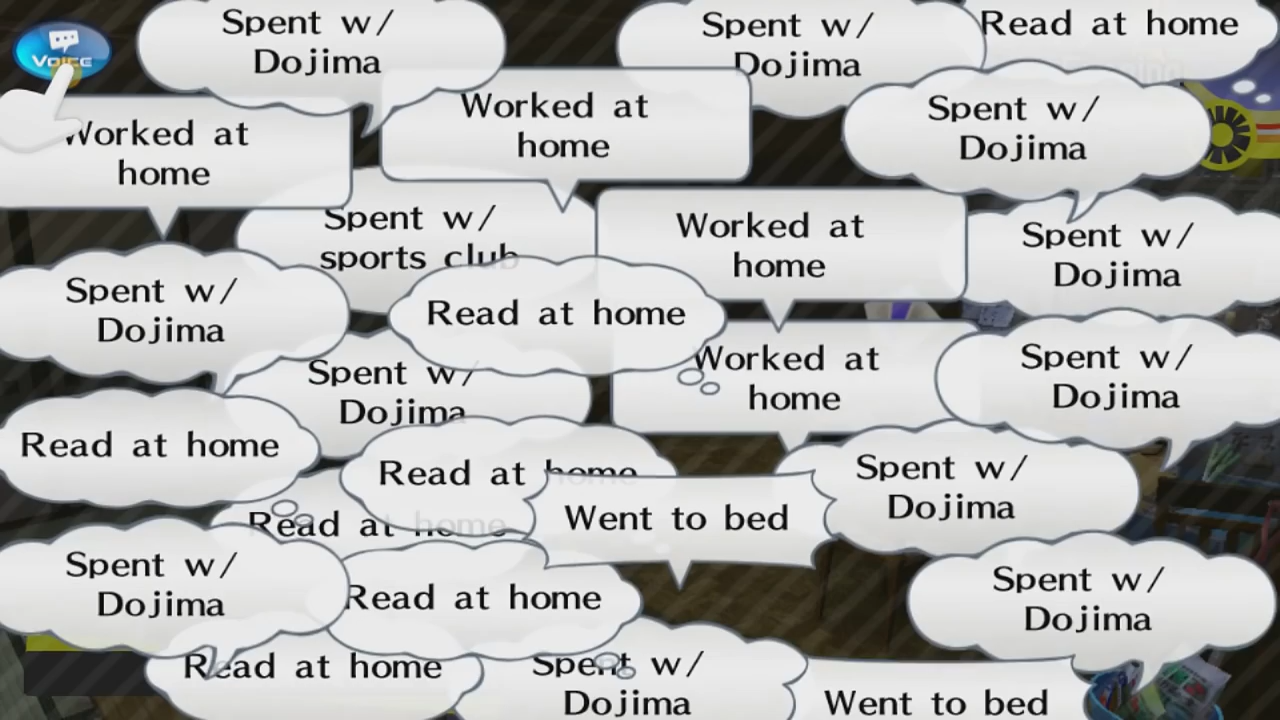 Spent w/
Dojima
Spent w/
Dojima
Read at home
VOICE
Worked at
home
Worked at
home
Spent w/
Dojima
Spent w/
sports club
Worked at
home
Spent w/
Dojima
Spent w/
Dojima
Read at home
Spent w/
Dojima
Worked at
home
Spent w/
Dojima
Read at home
Read at home
Spent w/
Dojima
Read at home
Went to bed
Spent w/
Dojima
Read at home
Spent w/
Dojima
Read at home
Spent w/
Dojima
Went to bed